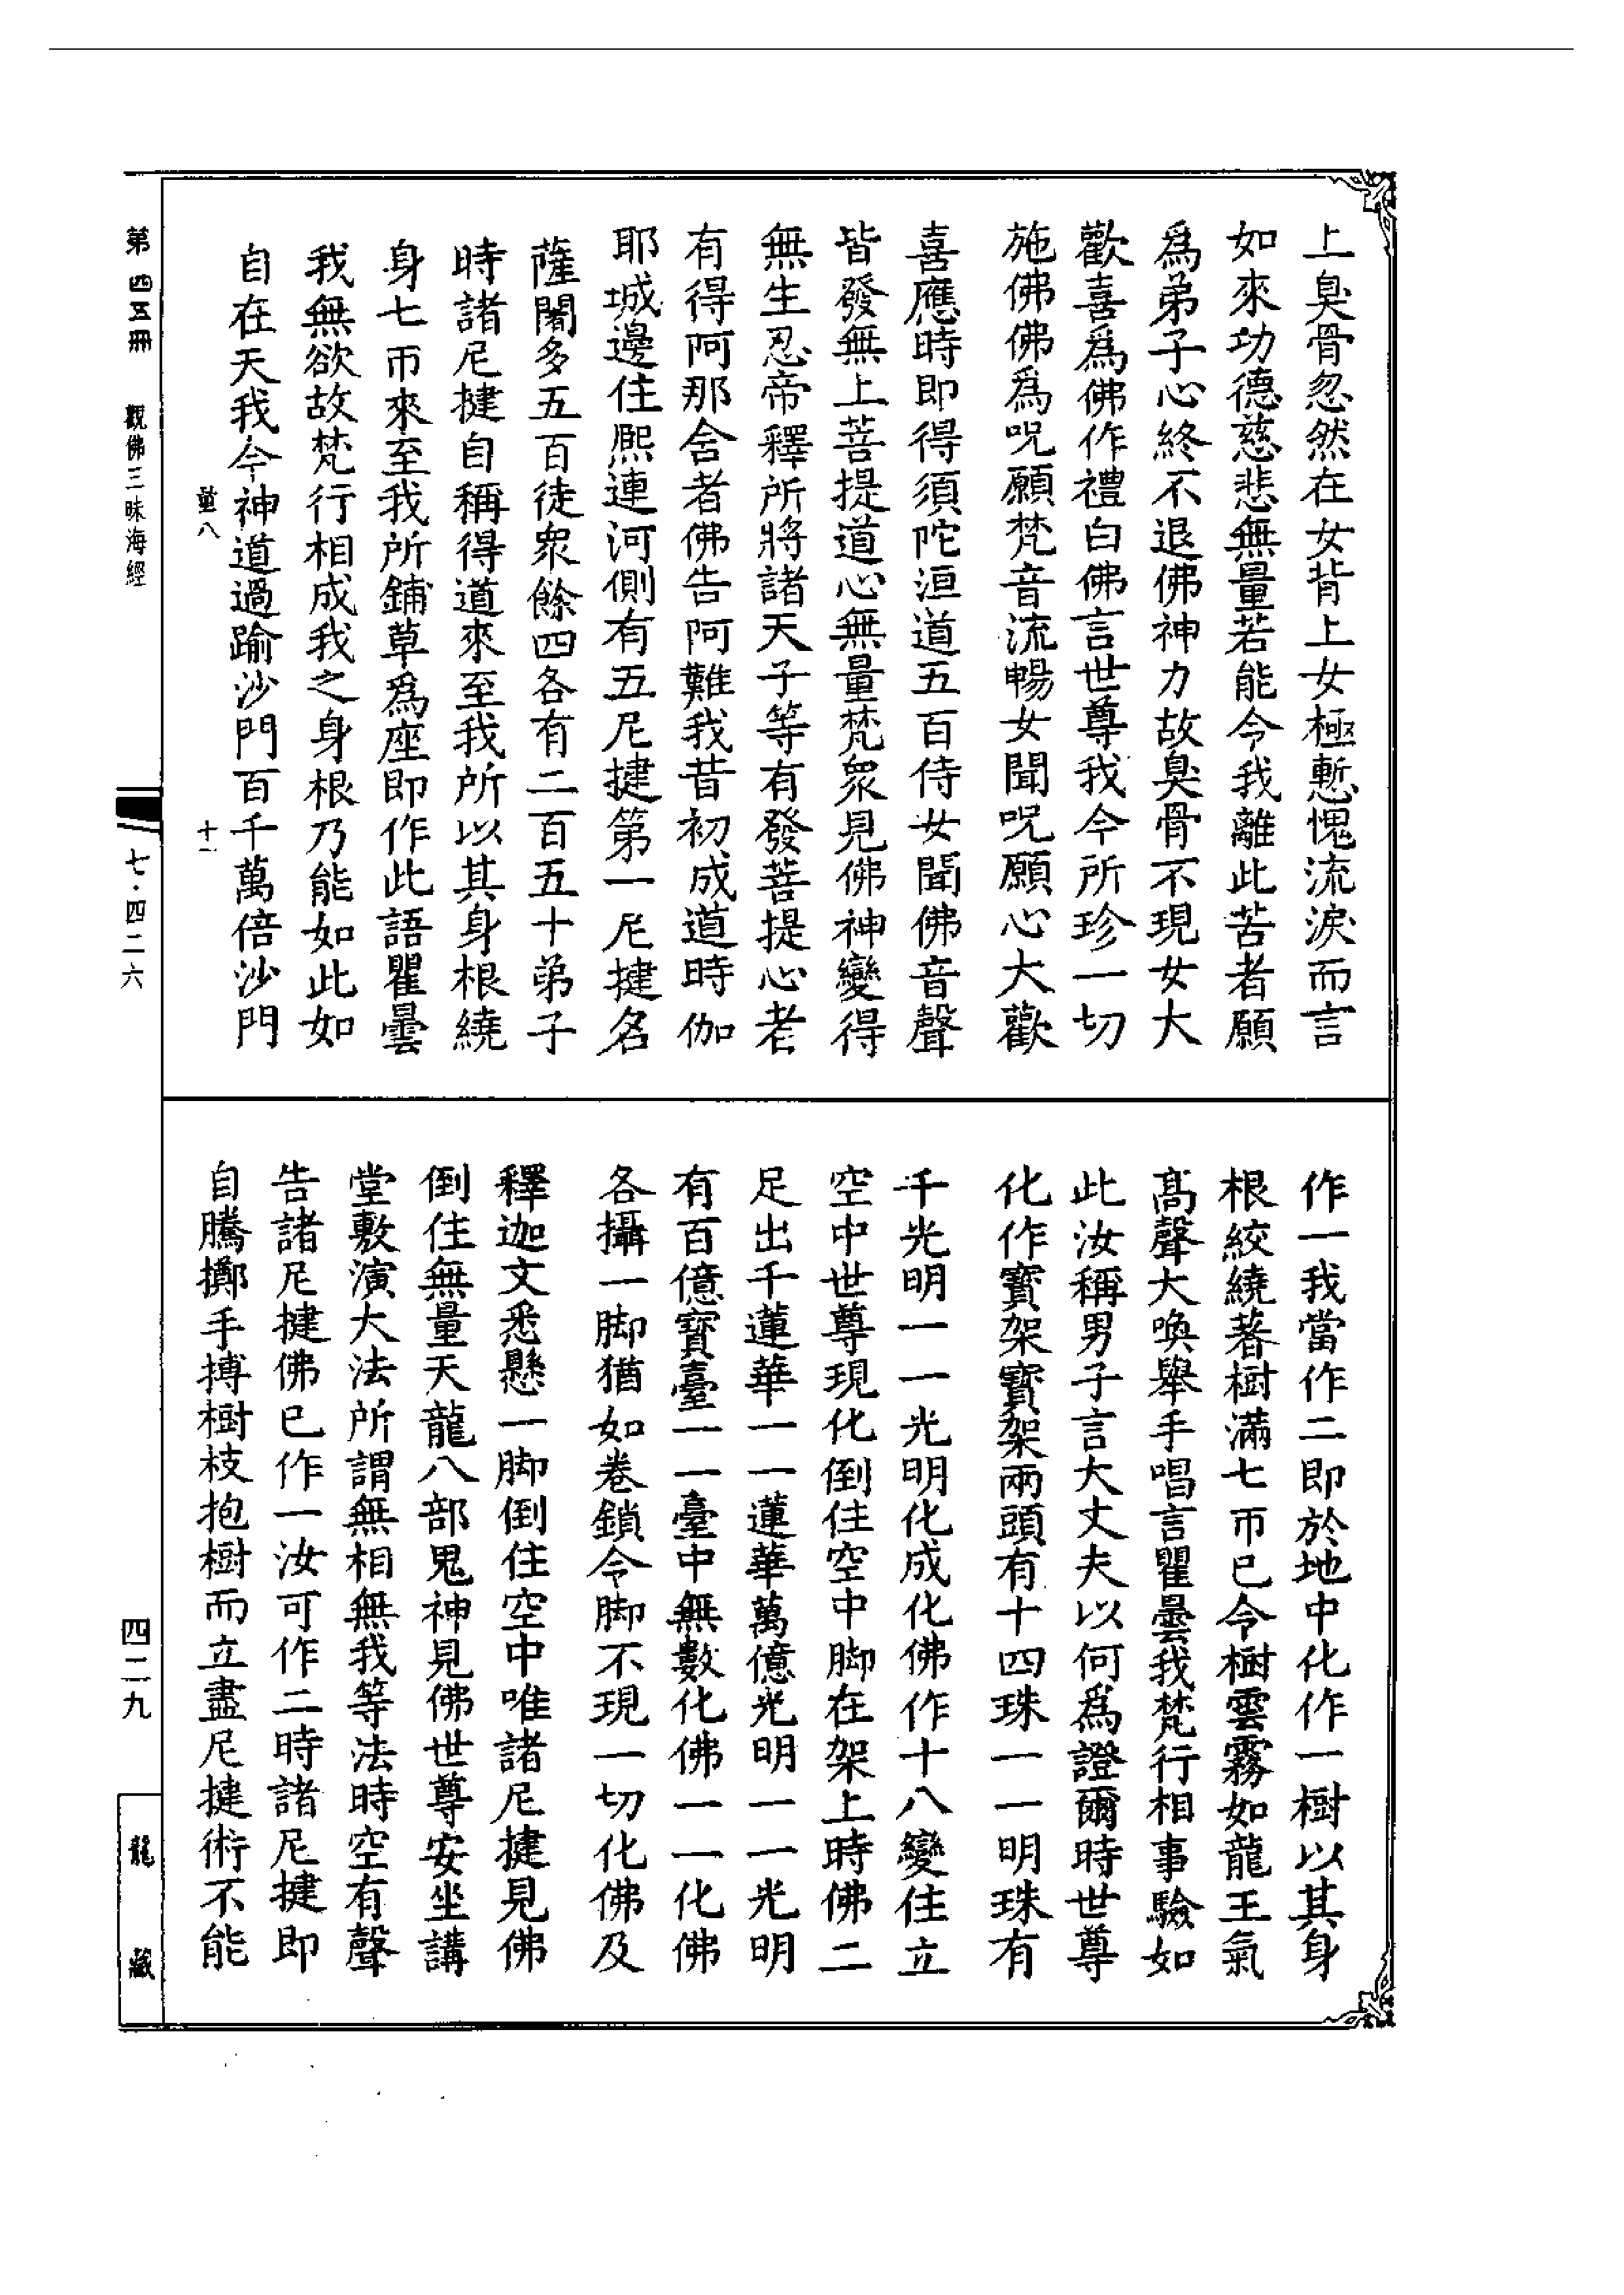 上臭骨忽然在女背上女極慙愧流淚而言
如來功德慈悲無量若能令我離此苦者願
爲弟子心終不退佛神力故臭骨不現女大
歡喜爲佛作禮白佛言世尊我今所珍一切
施佛佛爲呪願梵音流暢女聞呪願心大歡
喜應時即得須陀洹道五百侍女聞佛音聲
皆發無上菩提道心無量梵衆見佛神變得
無生忍帝釋所將諸天子等有發菩提心者
有得阿那舍者佛告阿難我昔初成道時伽
耶城邊住熈連河側有五尼揵第一尼揵名
薩闍多五百徒衆餘四各有二百五十弟子
時諸尼揵自稱得道來至我所以其身根繞
身七帀來至我所鋪草爲座即作此語瞿曇
我無欲故梵行相成我之身根乃能如此如
自在天我今神道過踰沙門百千萬倍沙門
作一我當作二即於地中化作一樹以其身
根絞繞著樹滿七帀已令樹雲霧如龍王氣
髙聲大喚舉手唱言瞿曇我梵行相事驗如
此汝稱男子言大丈夫以何爲證爾時世尊
化作寳架寳架兩頭有十四珠一一明珠有
千光明一一光明化成化佛作十八變住立
空中世尊現化倒住空中脚在架上時佛二
足出千蓮華一一蓮華萬億光明一一光明
有百億寳臺一一臺中無數化佛一一化佛
各攝一脚猶如卷鎖令脚不現一切化佛及
釋迦文悉懸一脚倒住空中唯諸尼揵見佛
倒住無量天龍八部鬼神見佛世尊安坐講
堂敷演大法所謂無相無我等法時空有聲
告諸尼揵佛已作一汝可作二時諸尼揵即
自騰擲手搏樹枝抱樹而立盡尼揵術不能
第四五冊
觀佛三昧海經
量八
十一
七·四二六
四二九
龍藏